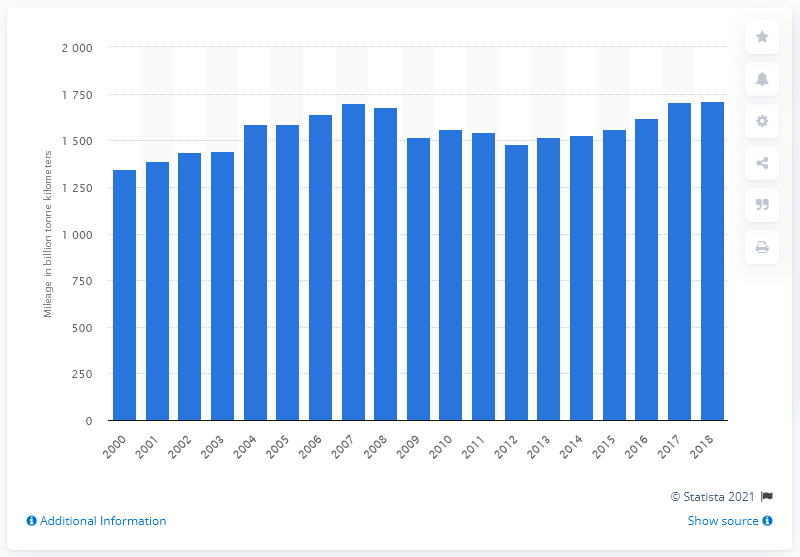 2 000
1 750
1 500
1 250
1 000
750
500
250
0
Mileage in billion tonne kilometers
2000 2001 2002 2003 2004 2005 2006 2007 2008 2009 2010 2011 2012 2013 2014 2015 2016 2017 2018
© Statista 2021
Additional Information
Show source